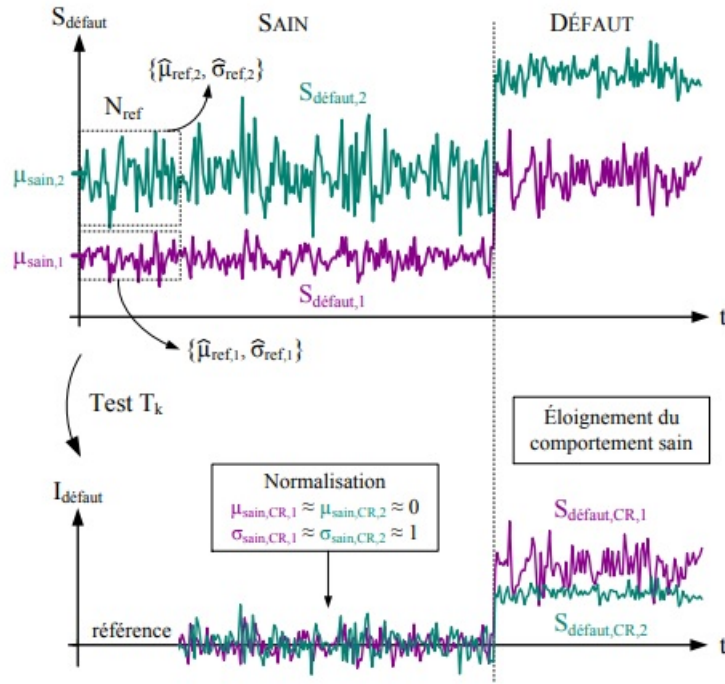 S_défaut
SAIN
DÉFAUT
{μ̂_ref,2, σ̂_ref,2}
N_ref
S_défaut,2
μ_sain,2
μ_sain,1
S_défaut,1
t
{μ̂_ref,1, σ̂_ref,1}
Test T_k
Éloignement du
comportement sain
I_défaut
Normalisation
μ_sain,CR,1 ≈ μ_sain,CR,2 ≈ 0
σ_sain,CR,1 ≈ σ_sain,CR,2 ≈ 1
S_défaut,CR,1
référence
S_défaut,CR,2
t